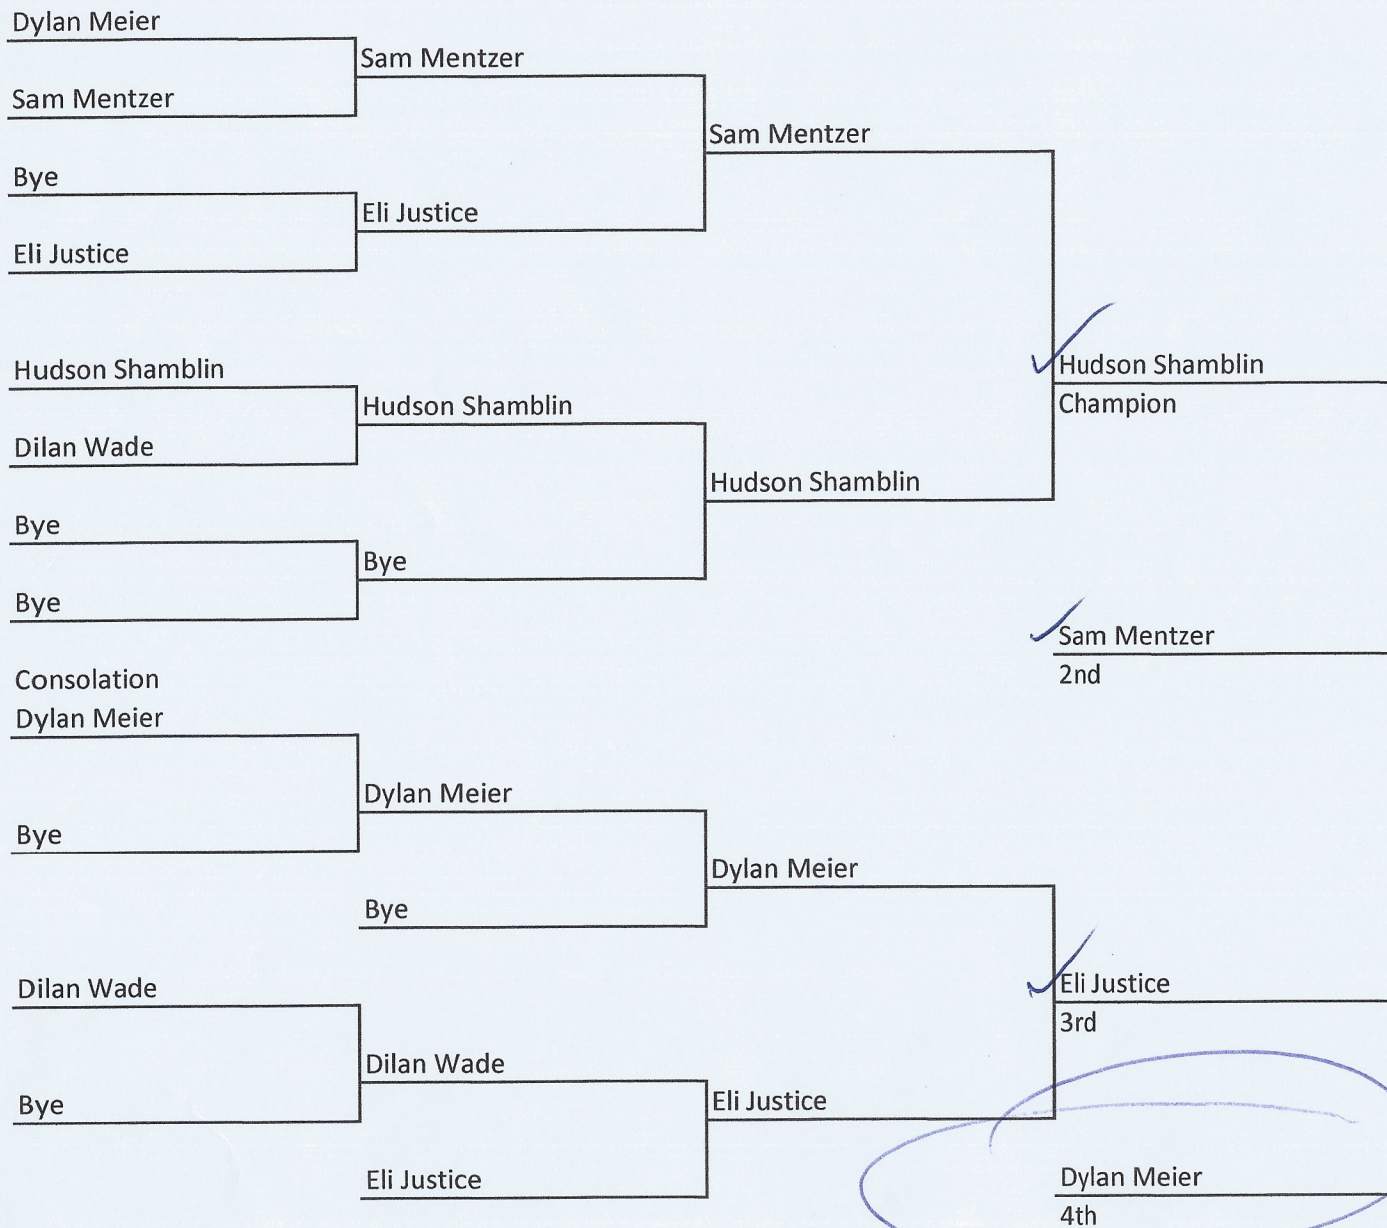 Dylan Meier
Sam Mentzer
Sam Mentzer
Sam Mentzer
Bye
Eli Justice
Eli Justice
Hudson Shamblin
Hudson Shamblin
Champion
Hudson Shamblin
Dilan Wade
Hudson Shamblin
Bye
Bye
Bye
Sam Mentzer
2nd
Consolation
Dylan Meier
Dylan Meier
Bye
Dylan Meier
Bye
Dilan Wade
Eli Justice
3rd
Dilan Wade
Bye
Eli Justice
Eli Justice
Dylan Meier
4th